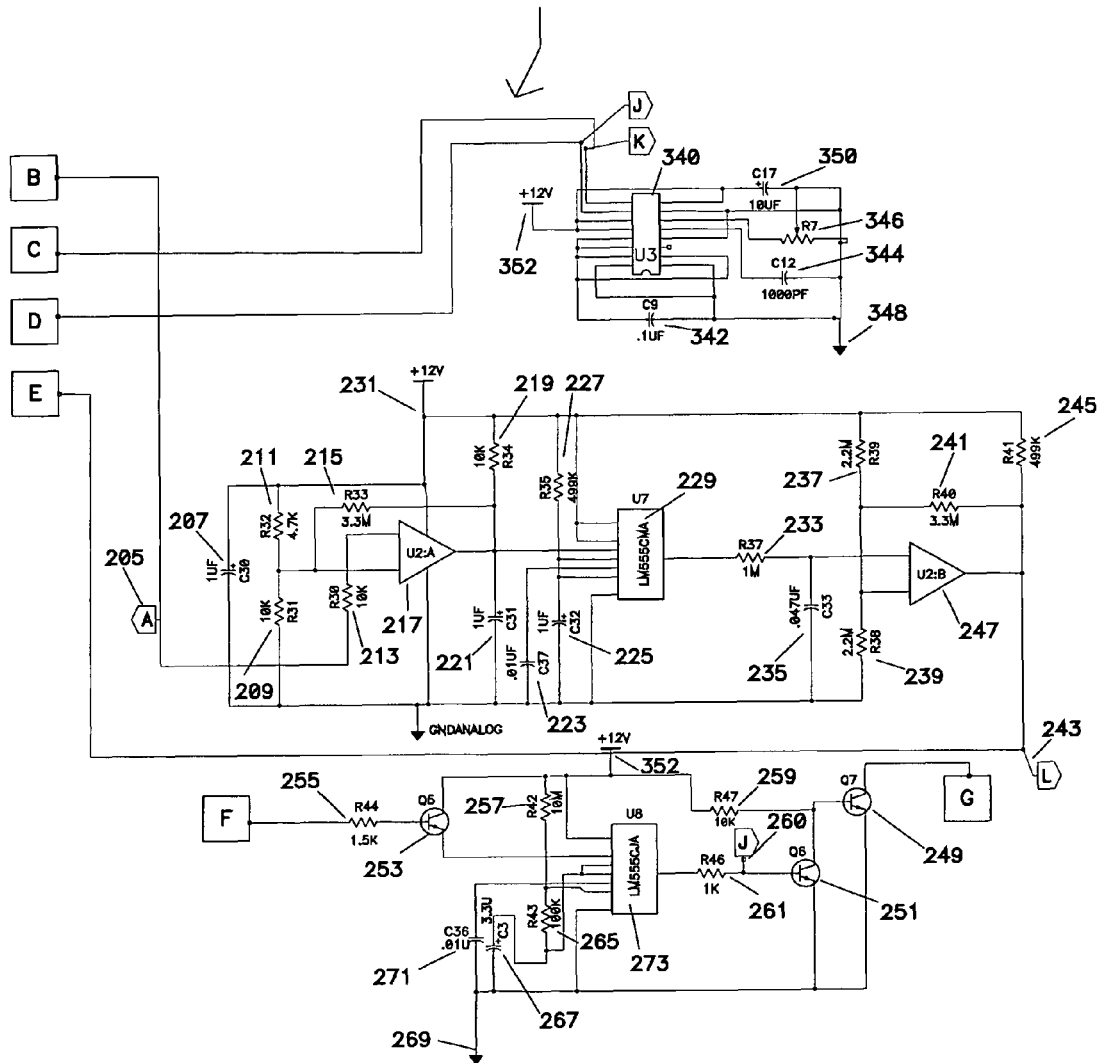 J
K
B
340
C17
350
+12V
10UF
C
R7
346
352
U3
C12
344
1000PF
D
C9
.1UF
342
348
E
+12V
231
219
227
245
211
215
10K
R34
2.2M
R39
241
R41
499K
R35
499K
237
U7
229
R33
3.3M
R40
3.3M
207
R32
4.7K
LM555CMA
233
R37
1M
U2:A
U2:B
1UF
C30
205
A
10K
R31
R30
10K
217
1UF
C31
1UF
C32
.047UF
C33
247
213
221
.01UF
C37
225
235
2.2M
R38
239
209
223
GNDANALOG
+12V
243
352
L
255
259
Q7
G
F
R44
257
R42
10M
U8
R47
10K
Q5
J
260
1.5K
LM555CJA
R46
Q6
249
253
1K
261
251
3.3U
R43
100K
C36
.01U
C3
265
271
273
267
269